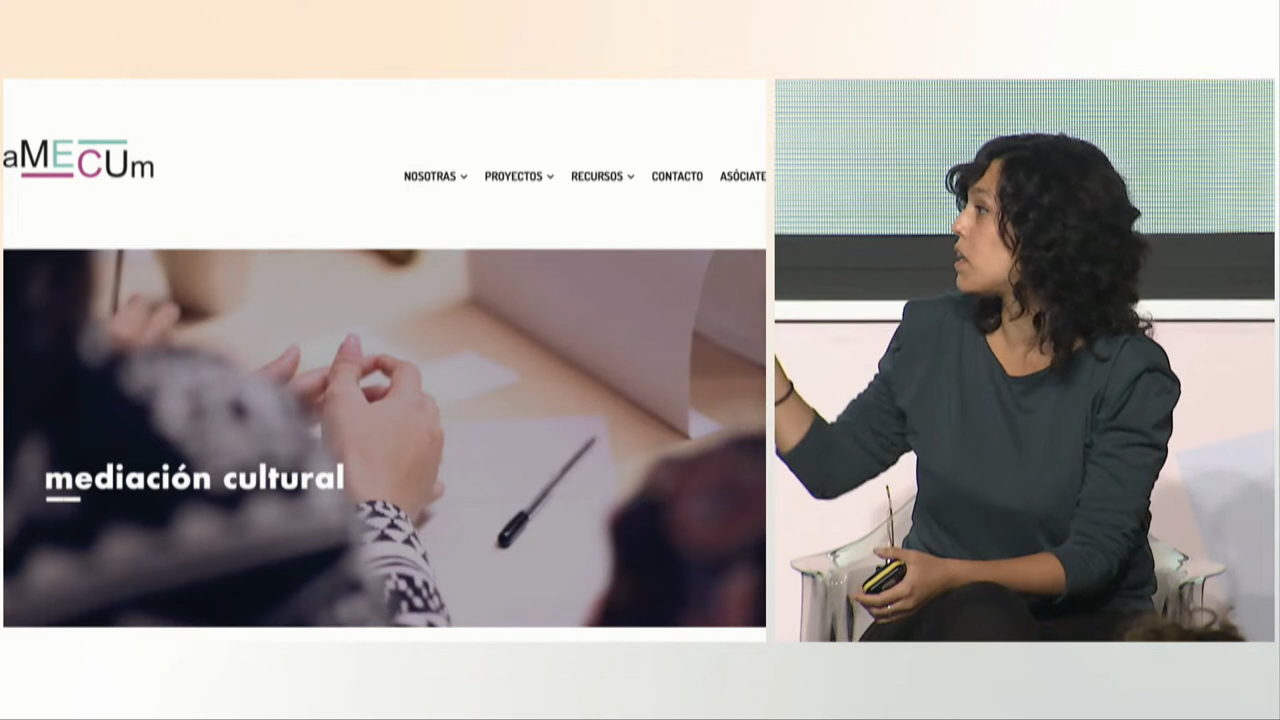 aMECUm
NOSOTRAS PROYECTOS RECURSOS CONTACTO ASÓCIATE
mediación cultural